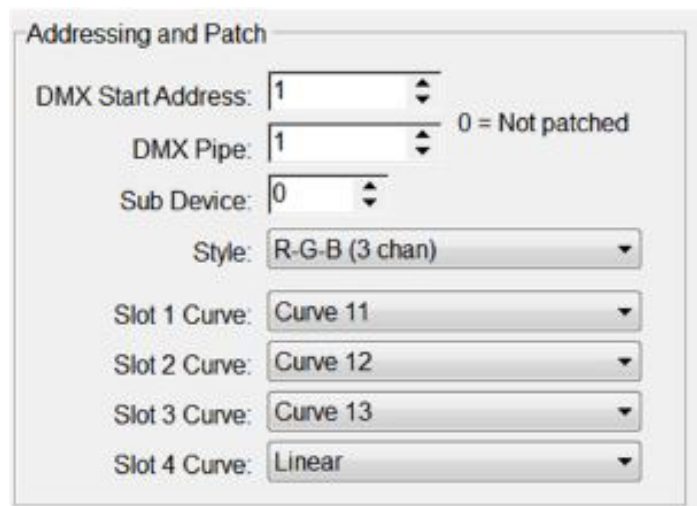 Addressing and Patch
DMX Start Address: 1
0 = Not patched
DMX Pipe: 1
Sub Device: 0
Style: R-G-B (3 chan)
Slot 1 Curve: Curve 11
Slot 2 Curve: Curve 12
Slot 3 Curve: Curve 13
Slot 4 Curve: Linear